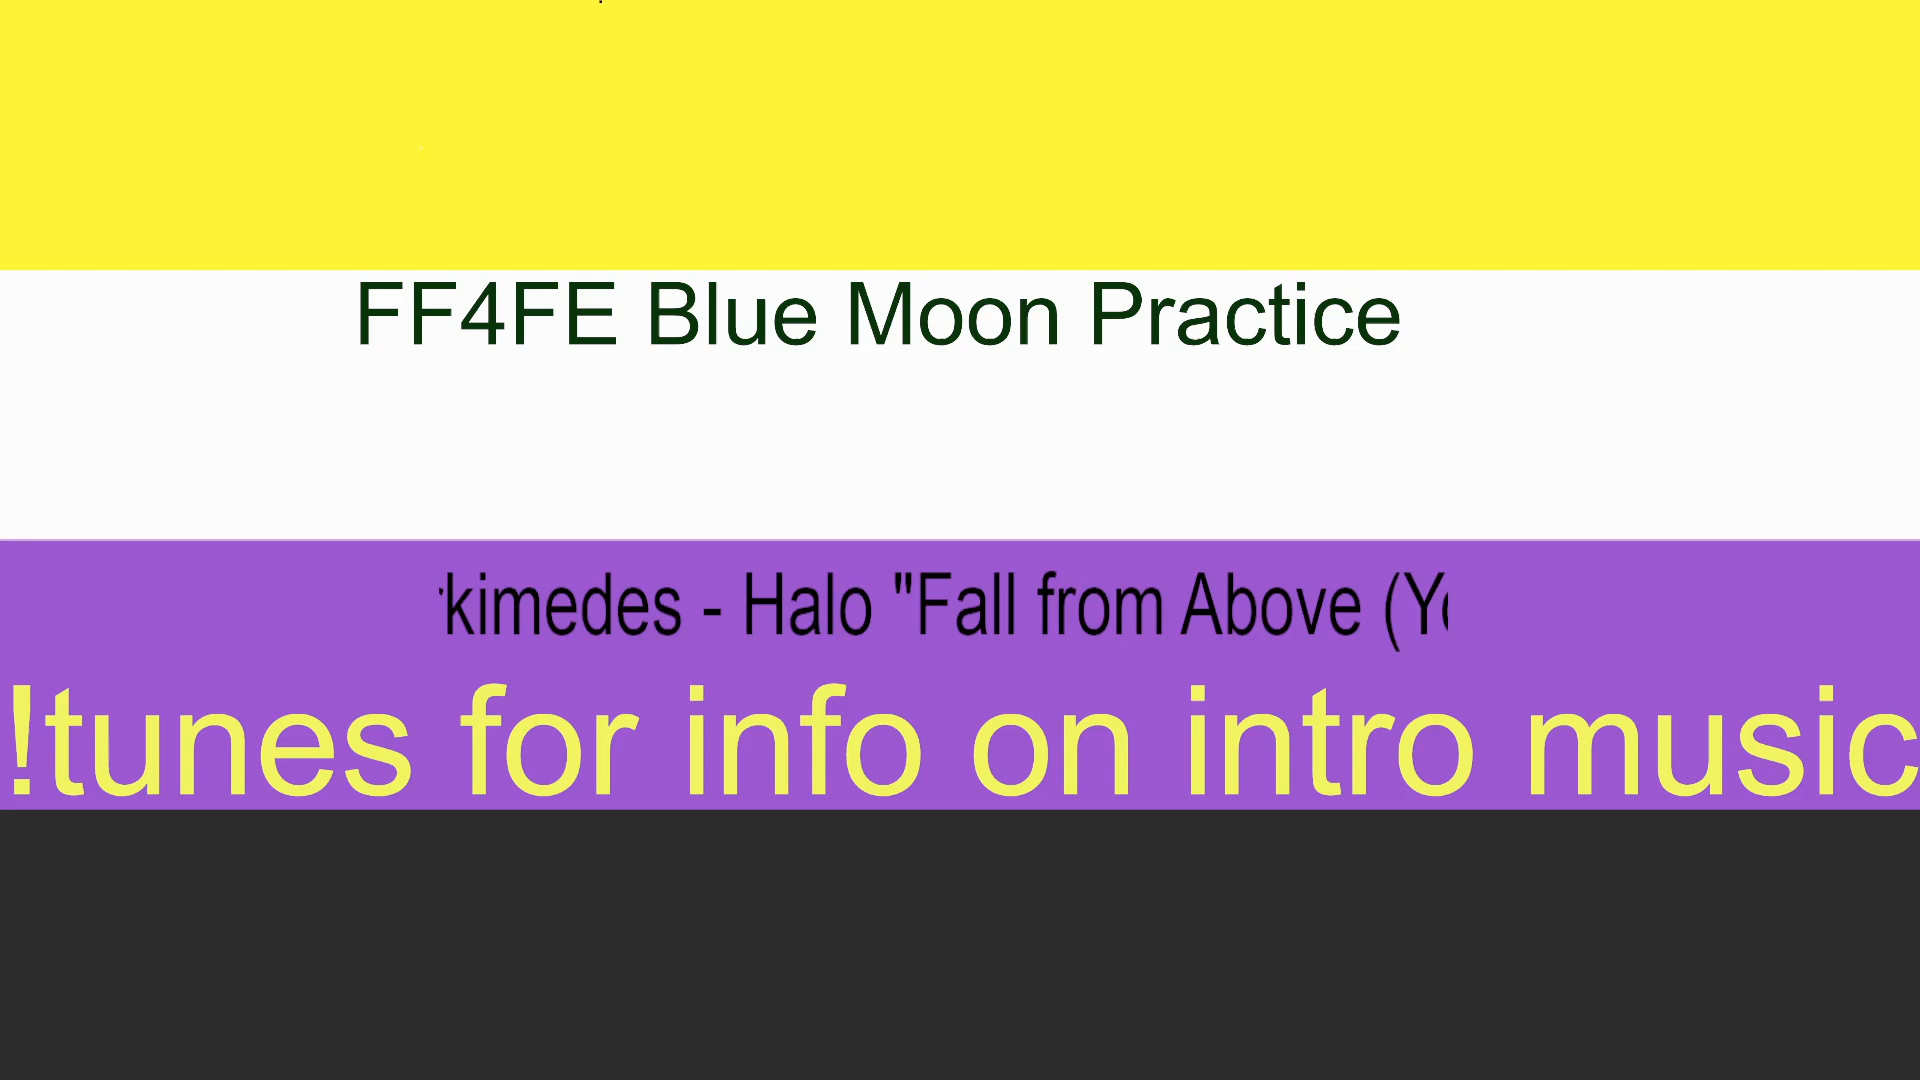 FF4FE Blue Moon Practice
kimedes - Halo "Fall from Above (Y
!tunes for info on intro music